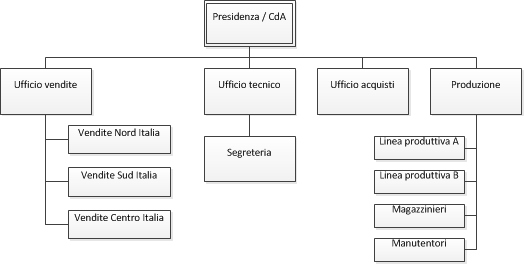 Presidenza / CdA
Ufficio vendite
Ufficio tecnico
Ufficio acquisti
Produzione
Vendite Nord Italia
Vendite Sud Italia
Vendite Centro Italia
Segreteria
Linea produttiva A
Linea produttiva B
Magazzinieri
Manutentori